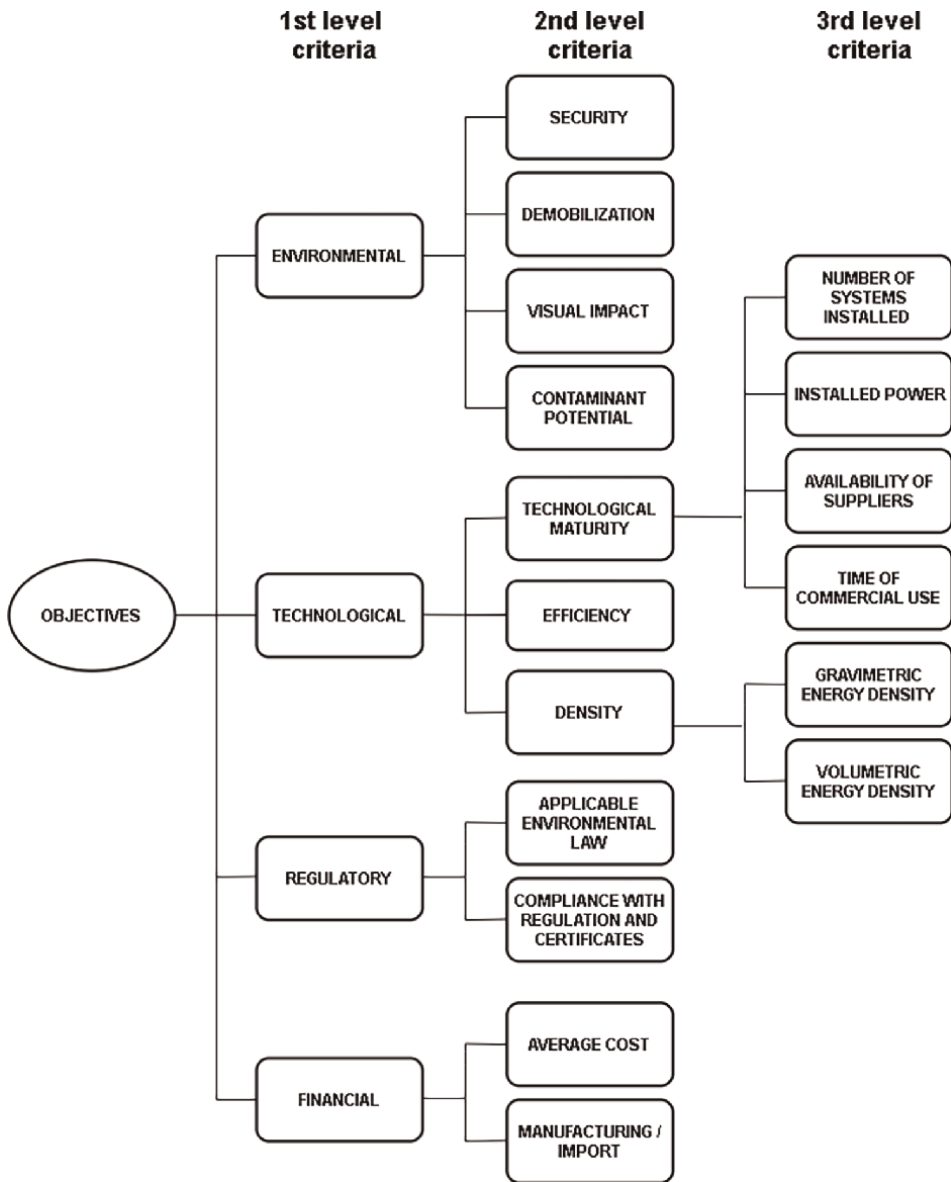 1st level
criteria
2nd level
criteria
3rd level
criteria
SECURITY
DEMOBILIZATION
ENVIRONMENTAL
VISUAL IMPACT
CONTAMINANT
POTENTIAL
NUMBER OF
SYSTEMS
INSTALLED
INSTALLED POWER
AVAILABILITY OF
SUPPLIERS
TIME OF
COMMERCIAL USE
TECHNOLOGICAL
MATURITY
OBJECTIVES
TECHNOLOGICAL
EFFICIENCY
DENSITY
GRAVIMETRIC
ENERGY DENSITY
VOLUMETRIC
ENERGY DENSITY
REGULATORY
APPLICABLE
ENVIRONMENTAL
LAW
COMPLIANCE WITH
REGULATION AND
CERTIFICATES
FINANCIAL
AVERAGE COST
MANUFACTURING /
IMPORT